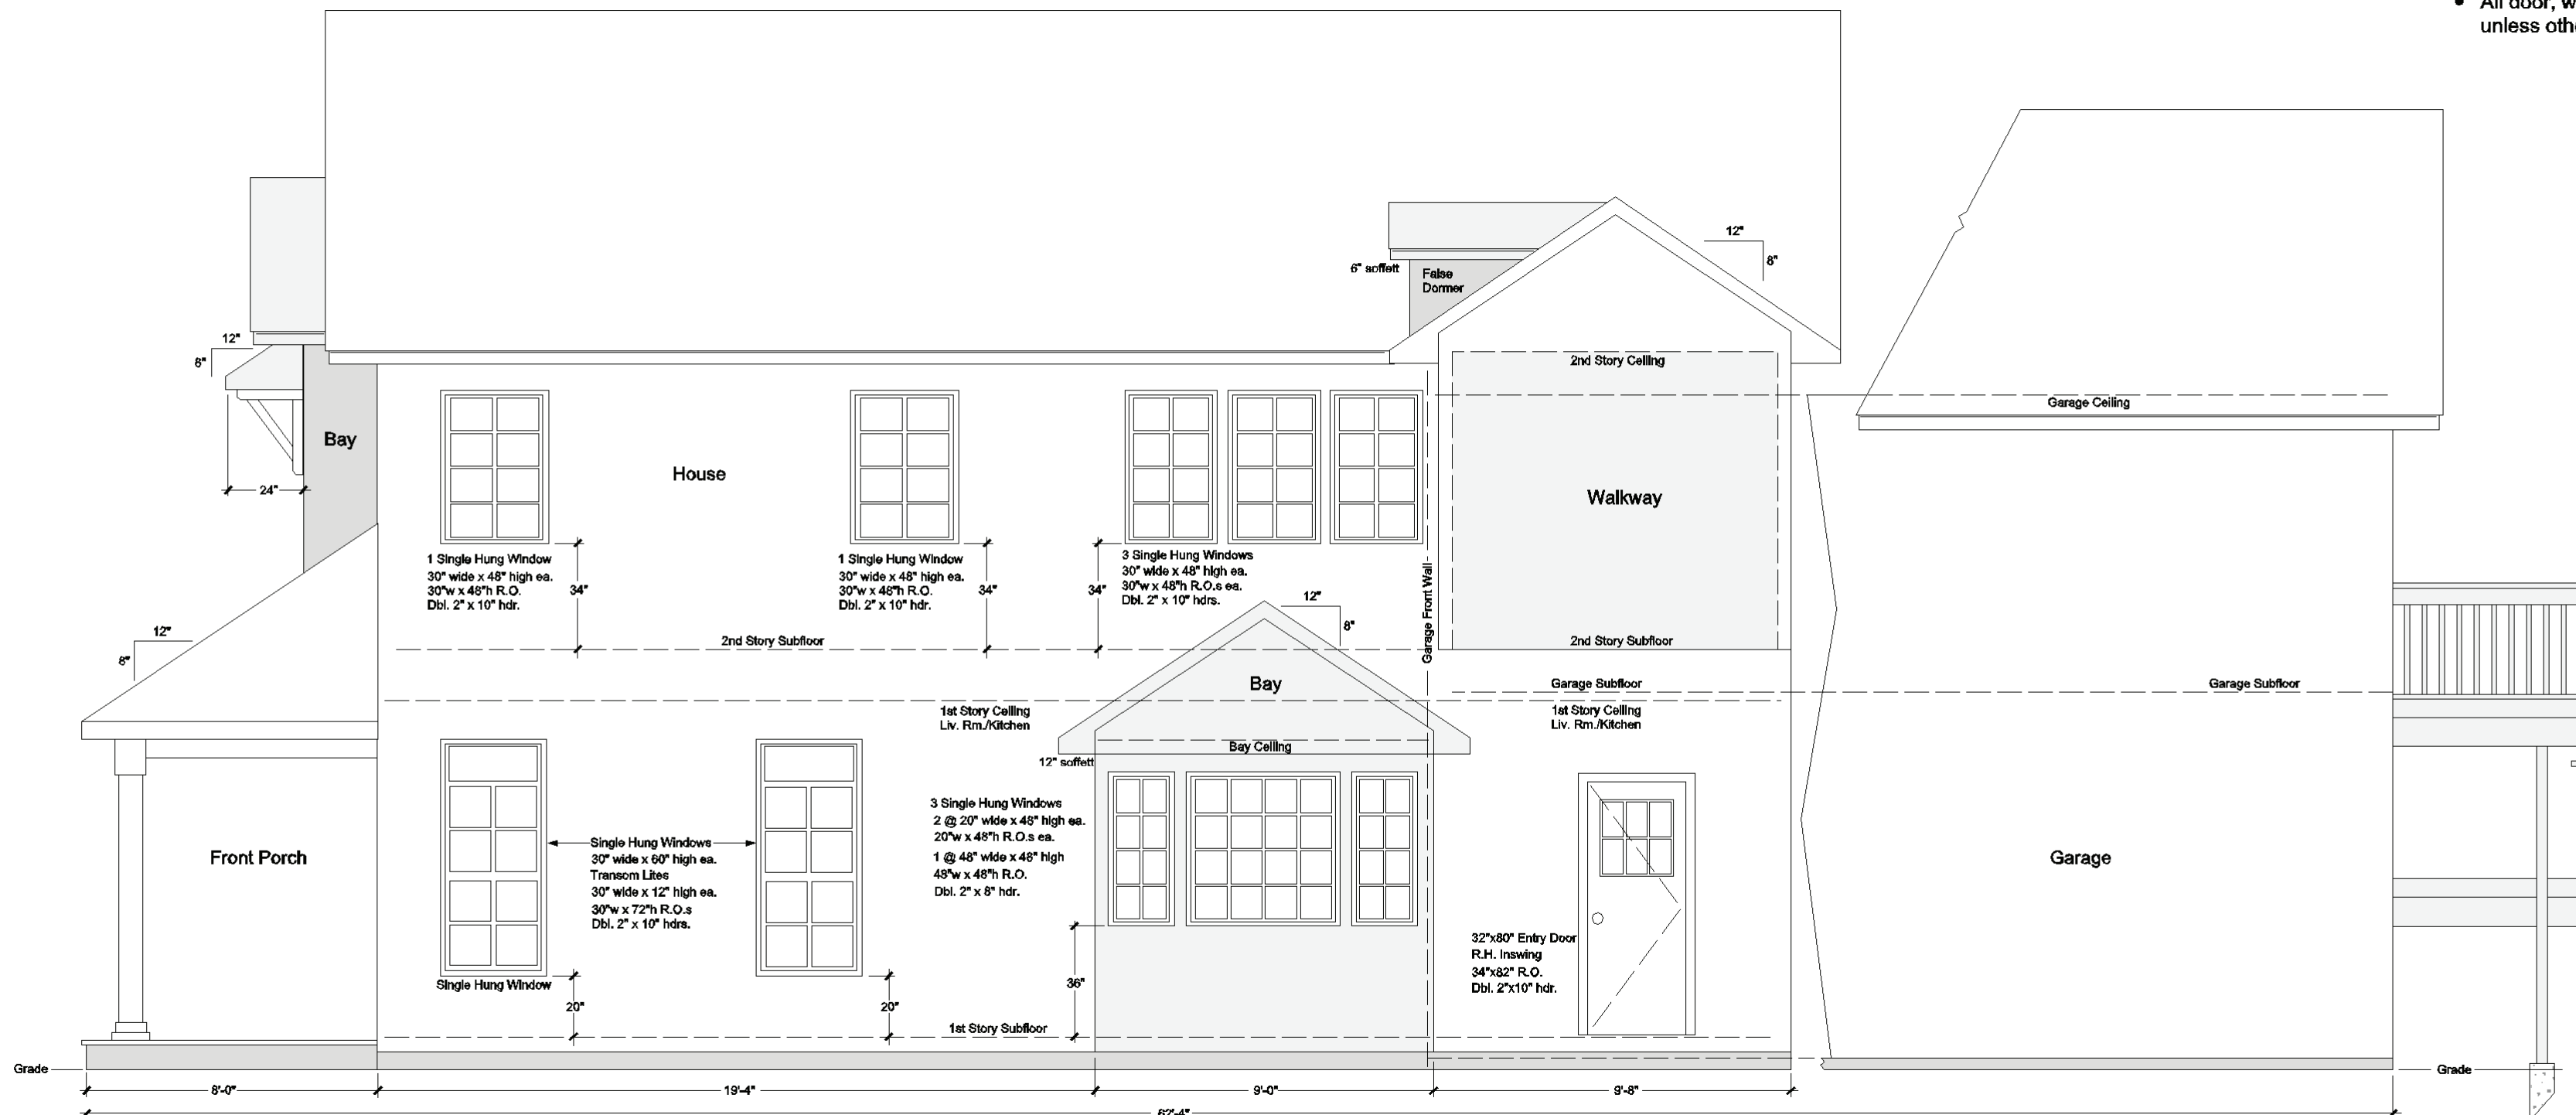 All door, w
unless oth
12"
8"
6" soffett
False
Dormer
12"
8"
2nd Story Ceiling
Garage Ceiling
Bay
House
24"
Walkway
1 Single Hung Window
30" wide x 48" high ea.
30"w x 48"h R.O.
Dbl. 2" x 10" hdr.
34"
1 Single Hung Window
30" wide x 48" high ea.
30"w x 48"h R.O.
Dbl. 2" x 10" hdr.
34"
34"
3 Single Hung Windows
30" wide x 48" high ea.
30"w x 48"h R.O.s ea.
Dbl. 2" x 10" hdrs.
Garage Front Wall
12"
8"
12"
8"
2nd Story Subfloor
2nd Story Subfloor
Bay
Garage Subfloor
Garage Subfloor
1st Story Ceiling
Liv. Rm./Kitchen
1st Story Ceiling
Liv. Rm./Kitchen
Bay Ceiling
12" soffett
Front Porch
Single Hung Windows
30" wide x 60" high ea.
Transom Lites
30" wide x 12" high ea.
30"w x 72"h R.O.s
Dbl. 2" x 10" hdrs.
3 Single Hung Windows
2 @ 20" wide x 48" high ea.
20"w x 48"h R.O.s ea.
1 @ 48" wide x 48" high
48"w x 48"h R.O.
Dbl. 2" x 8" hdr.
Garage
32"x80" Entry Door
R.H. Inswing
34"x82" R.O.
Dbl. 2"x10" hdr.
Single Hung Window
20"
20"
36"
1st Story Subfloor
Grade
Grade
8'-0"
19'-4"
9'-0"
9'-8"
62'-4"